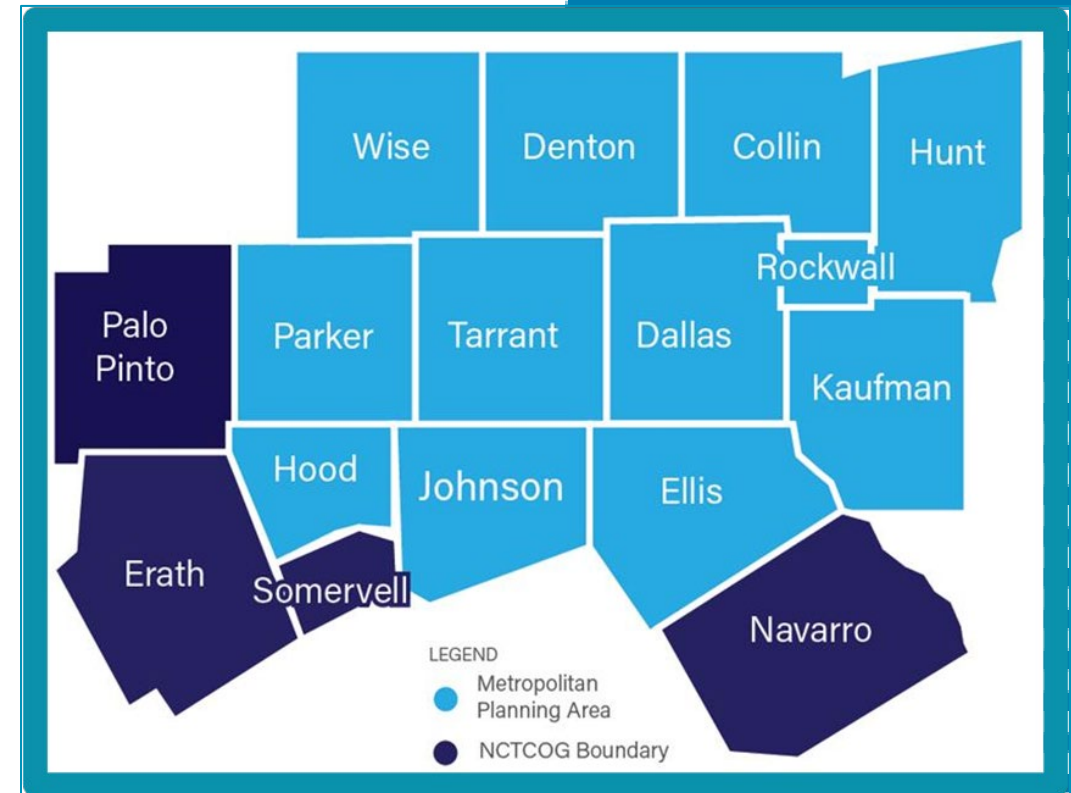 Wise
Denton
Collin
Hunt
Rockwall
Palo
Pinto
Parker
Tarrant
Dallas
Kaufman
Hood
Johnson
Ellis
Erath
Somervell
Navarro
LEGEND
Metropolitan
Planning Area
NCTCOG Boundary